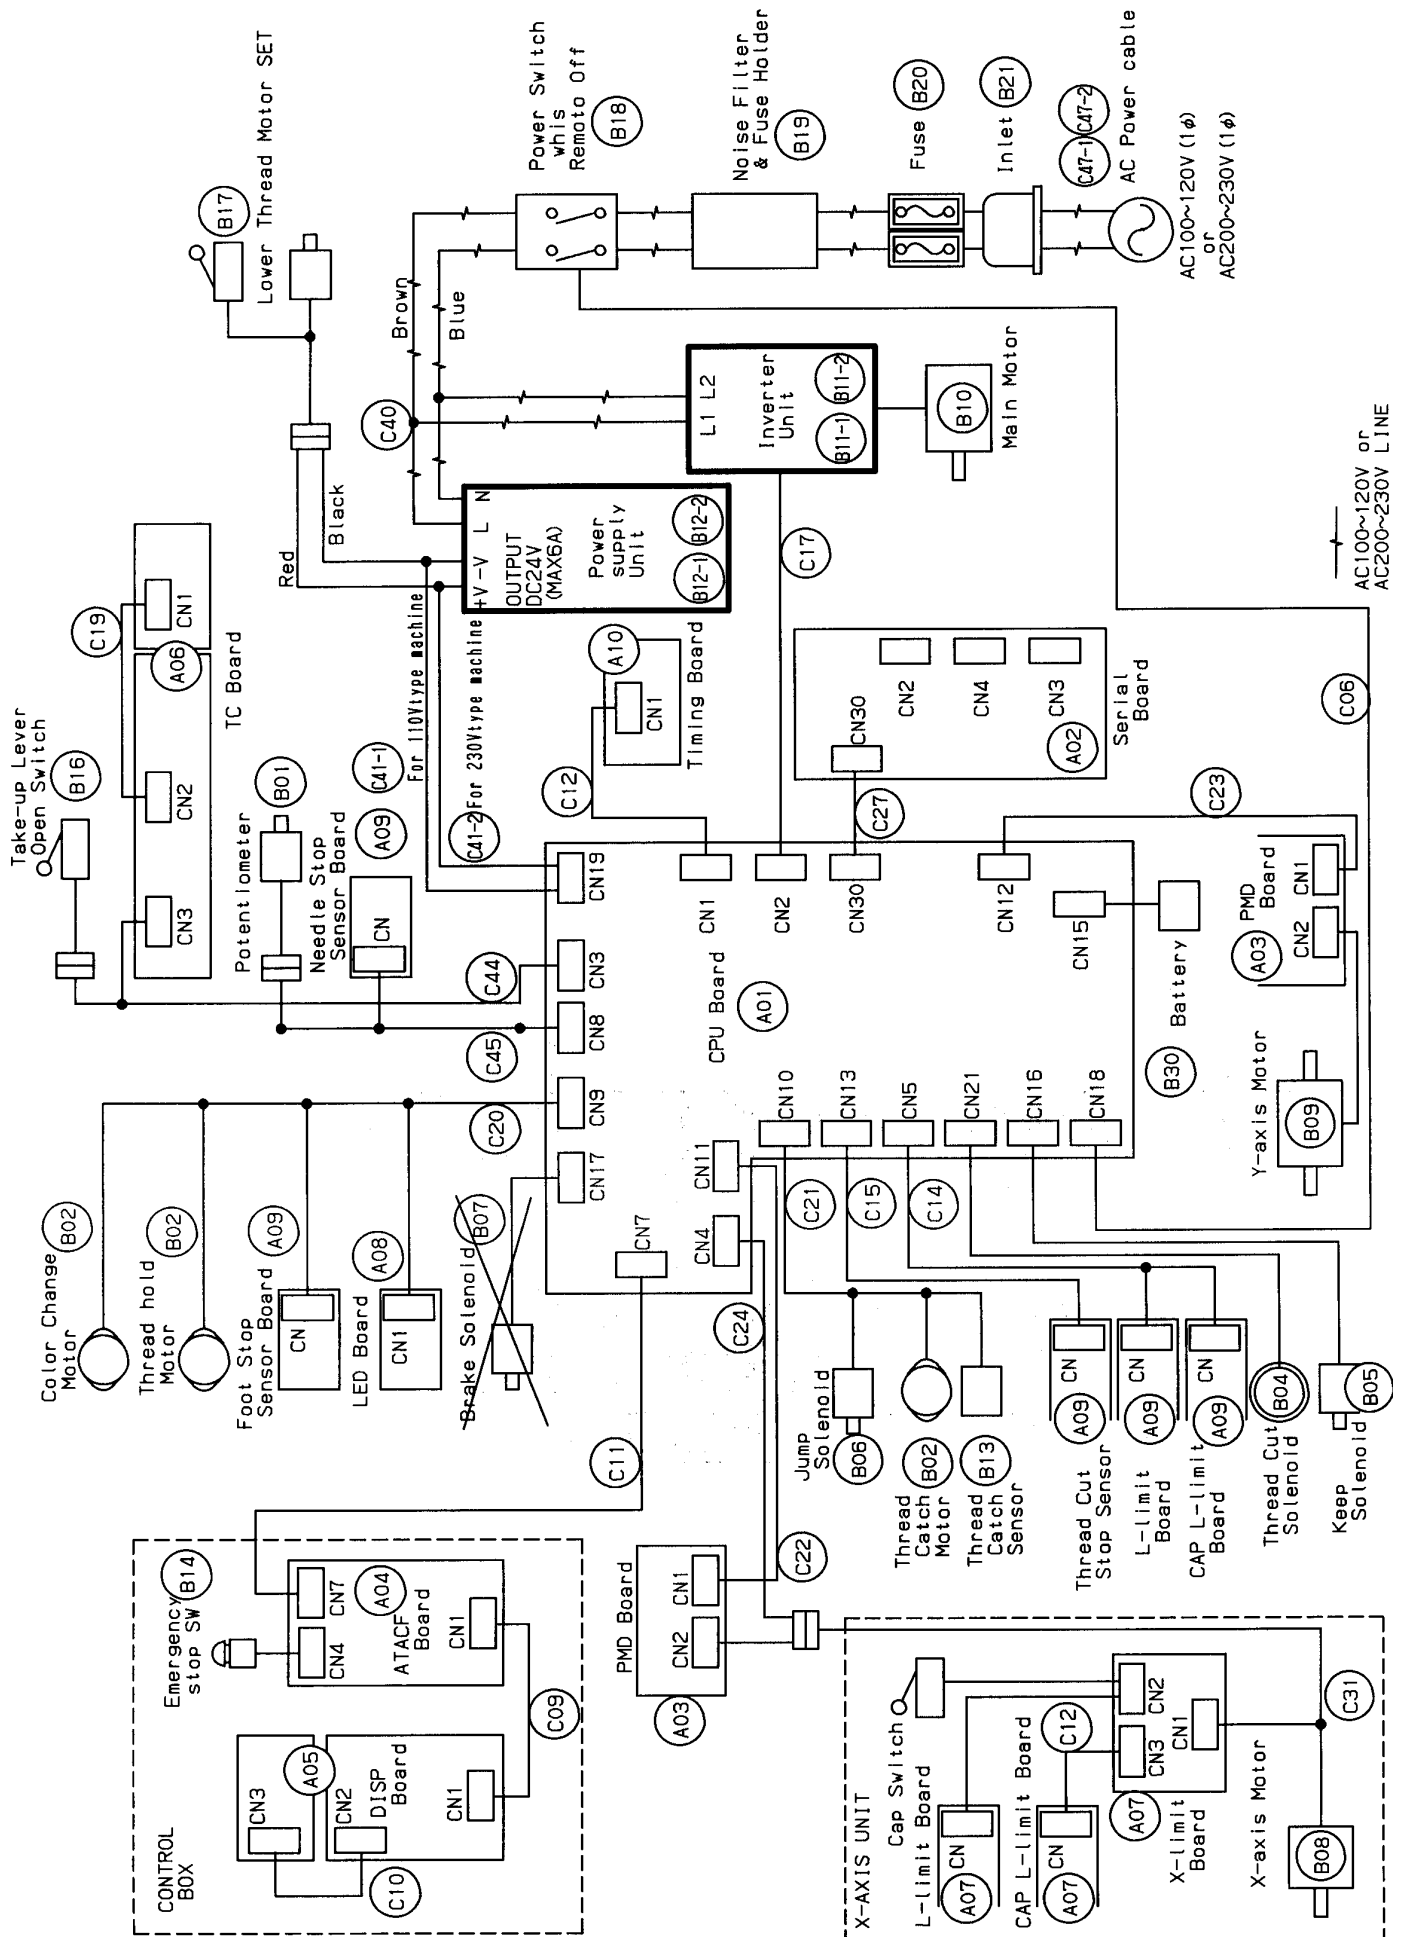 CONTROL
BOX
CN3
A05
CN2
DISP
Board
CN1
C10
C09
Emergency
stop SW
B14
CN4
CN7
A04
ATACF
Board
CN1
C11
PMD Board
CN2
CN1
A03
C22
C24
X-AXIS UNIT
Cap Switch
L-limit Board
CN
A07
CAP L-limit Board
CN
A07
C12
CN2
CN3
CN1
A07
X-limit
Board
X-axis Motor
B08
C31
Color Change
Motor
B02
Thread hold
Motor
B02
Foot Stop
Sensor Board
A09
CN
LED Board
A08
CN1
Brake Solenoid
B07
Jump
Solenoid
B06
Thread
Catch
Motor
B02
Thread
Catch
Sensor
B13
Thread Cut
Stop Sensor
A09
CN
L-limit
Board
A09
CN
CAP L-limit
Board
A09
CN
Thread Cut
Solenoid
B04
Keep
Solenoid
B05
C20
C45
C44
C21
C15
C14
CN7
CN17
CN9
CN8
CN3
CN19
CN4
CN11
CN10
CN13
CN5
CN21
CN16
CN18
CPU Board
A01
CN1
CN2
CN30
CN12
CN15
Battery
B30
Y-axis Motor
B09
A03
PMD
Board
CN2
CN1
C23
C06
Take-up Lever
Open Switch
B16
C19
CN3
CN2
CN1
A06
TC Board
Potentiometer
B01
Needle Stop
Sensor Board
A09
CN
C41-1
For 110Vtype machine
C41-2
For 230Vtype machine
C12
CN1
A10
Timing Board
C17
C27
CN30
CN2
CN4
CN3
A02
Serial
Board
Red
Black
B17
Lower Thread Motor SET
+V -V L N
OUTPUT
DC24V
(MAX6A)
Power
supply
Unit
B12-1
B12-2
C40
Brown
Blue
L1 L2
Inverter
Unit
B11-1
B11-2
B10
Main Motor
Power Switch
whis
Remoto Off
B18
Noise Filter
& Fuse Holder
B19
Fuse
B20
Inlet
B21
C47-1
C47-2
AC Power cable
AC100~120V(1φ)
or
AC200~230V(1φ)
AC100~120V or
AC200~230V LINE